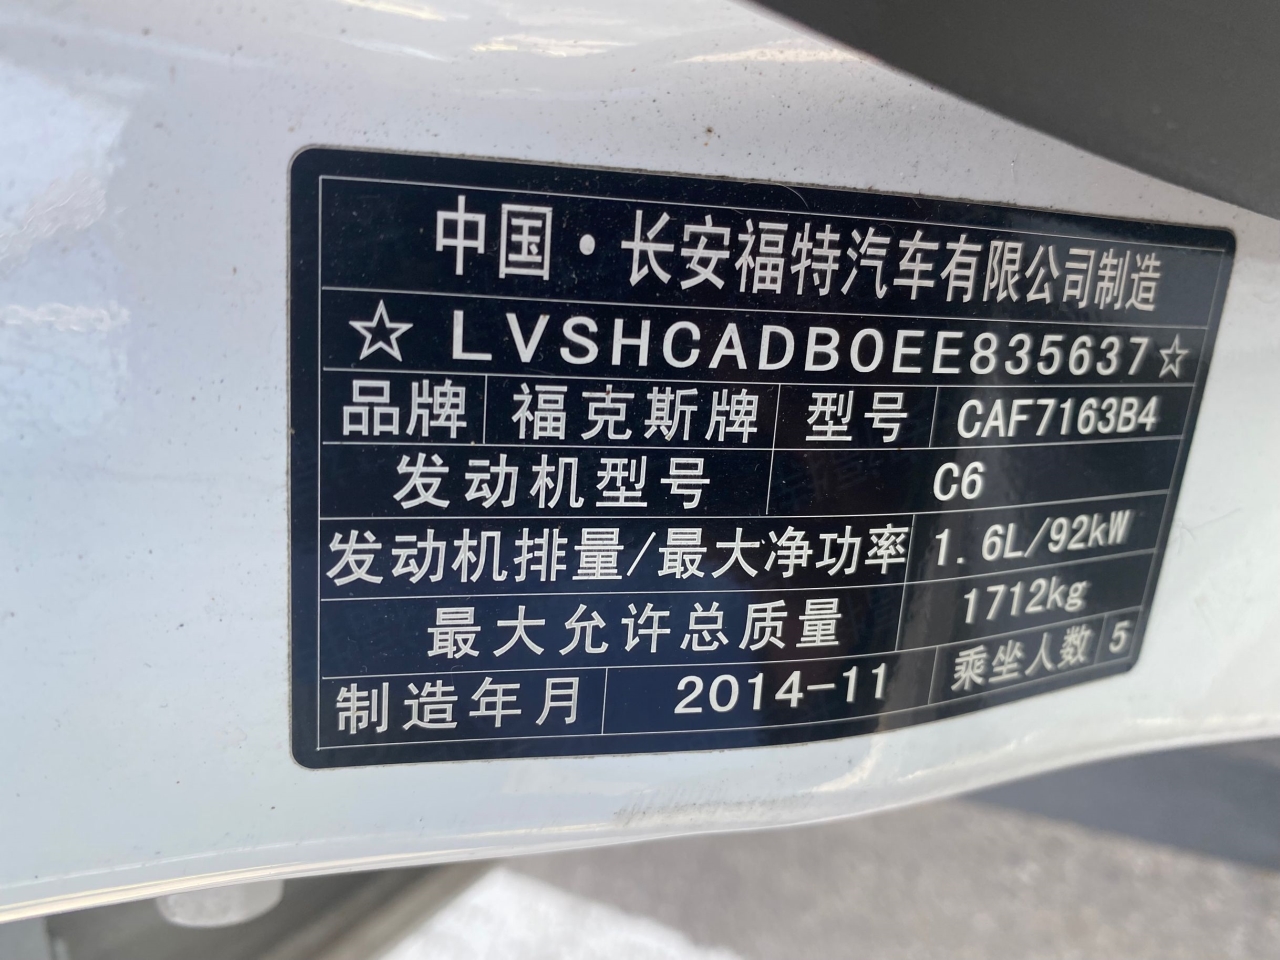 中国·长安福特汽车有限公司制造
☆ LVSHCADB0EE835637 ☆
品牌 福克斯牌 型号 CAF7163B4
发动机型号 C6
发动机排量/最大净功率 1.6L/92kW
最大允许总质量 1712kg
制造年月 2014-11 乘坐人数 5